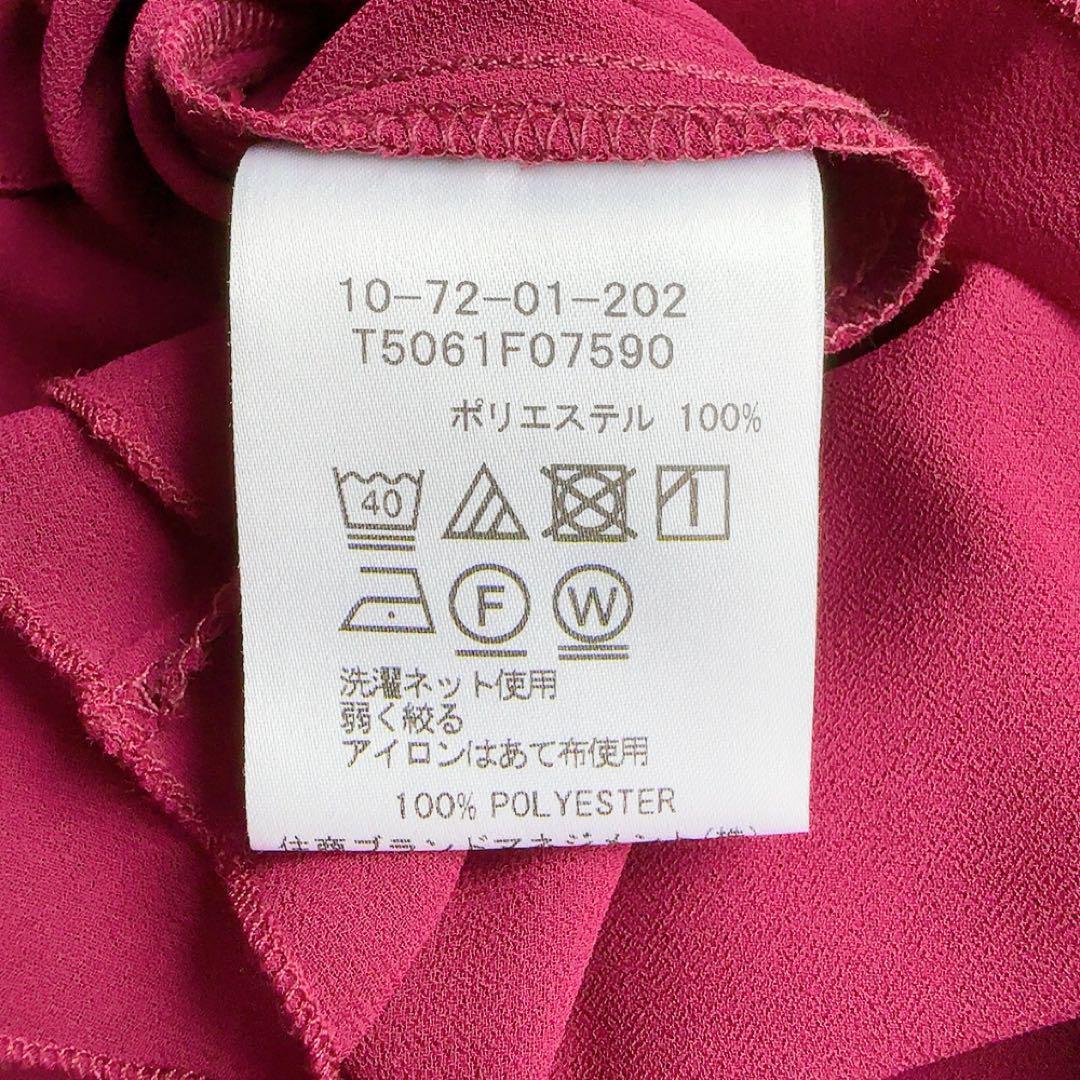 10-72-01-202
T5061F07590
ポリエステル 100%
40
F W
洗濯ネット使用
弱く絞る
アイロンはあて布使用
100% POLYESTER